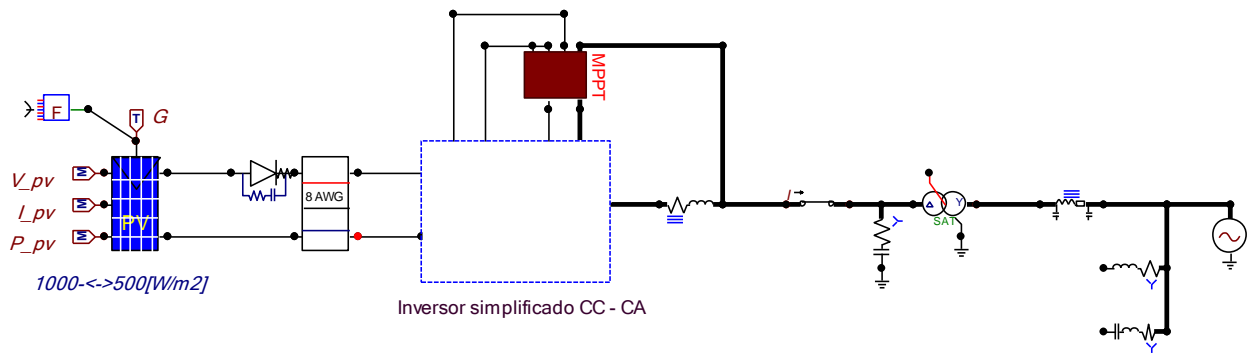 MPPT
F
T
G
V_pv
M
I_pv
M
P_pv
M
PV
8 AWG
I
Y
Y
SAT
Y
Y
1000-<->500[W/m2]
Inversor simplificado CC - CA